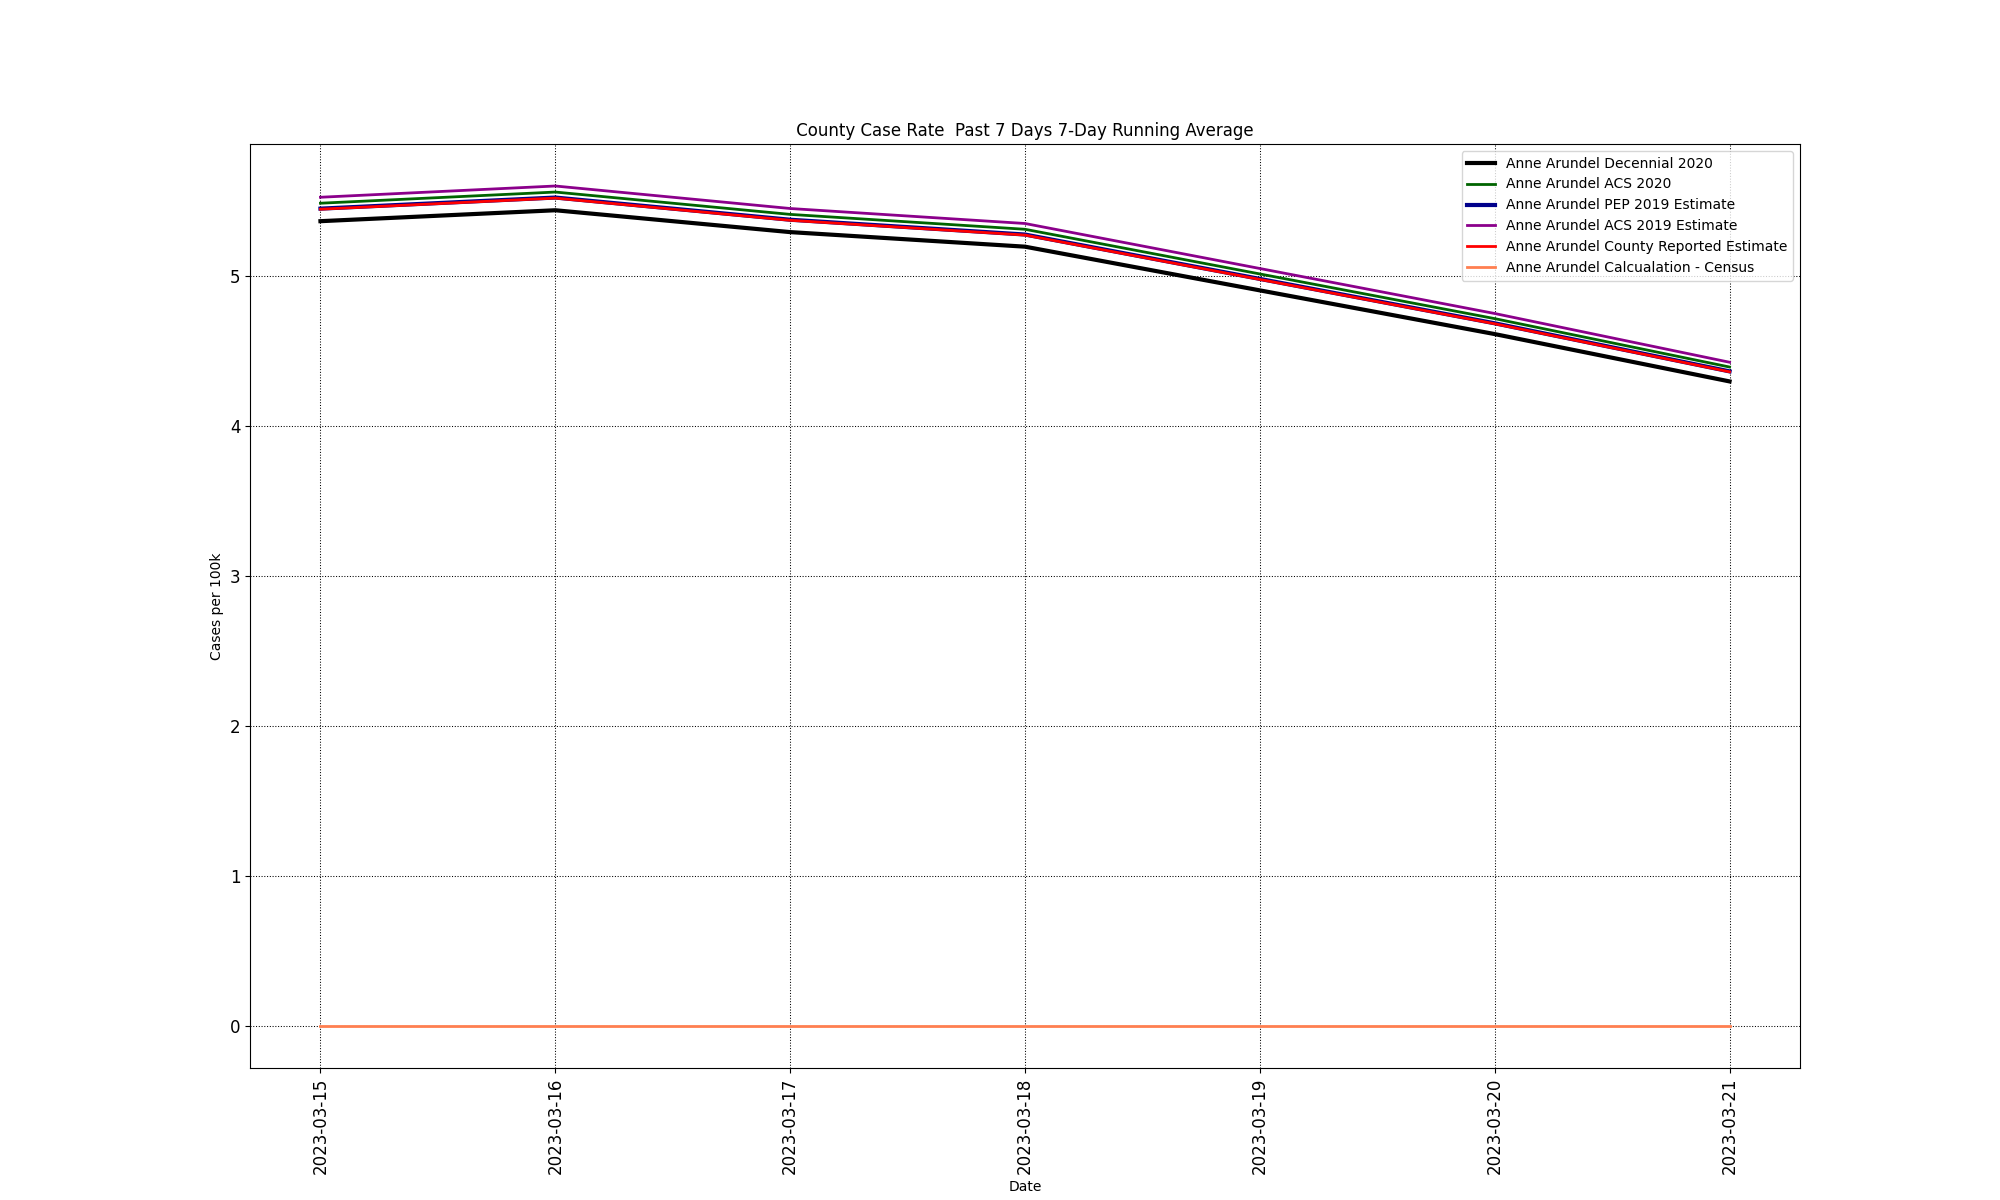 County Case Rate  Past 7 Days 7-Day Running Average
Anne Arundel Decennial 2020
Anne Arundel ACS 2020
Anne Arundel PEP 2019 Estimate
Anne Arundel ACS 2019 Estimate
Anne Arundel County Reported Estimate
Anne Arundel Calcualation - Census
Cases per 100k
5
4
3
2
1
0
2023-03-15
2023-03-16
2023-03-17
2023-03-18
2023-03-19
2023-03-20
2023-03-21
Date